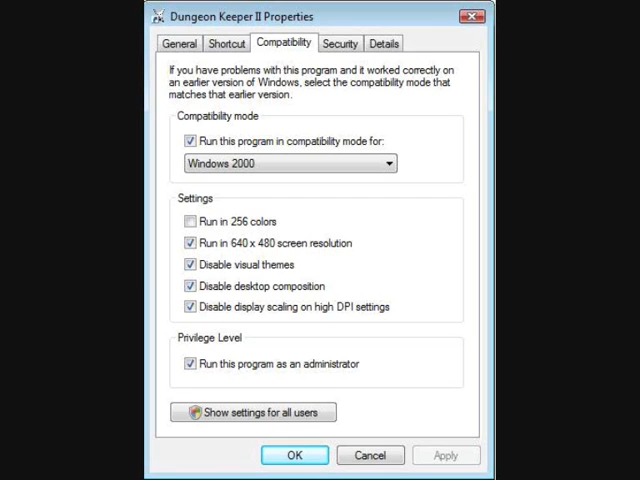 Dungeon Keeper II Properties
General Shortcut Compatibility Security Details
If you have problems with this program and it worked correctly on
an earlier version of Windows, select the compatibility mode that
matches that earlier version.
Compatibility mode
Run this program in compatibility mode for:
Windows 2000
Settings
Run in 256 colors
Run in 640 x 480 screen resolution
Disable visual themes
Disable desktop composition
Disable display scaling on high DPI settings
Privilege Level
Run this program as an administrator
Show settings for all users
OK Cancel Apply